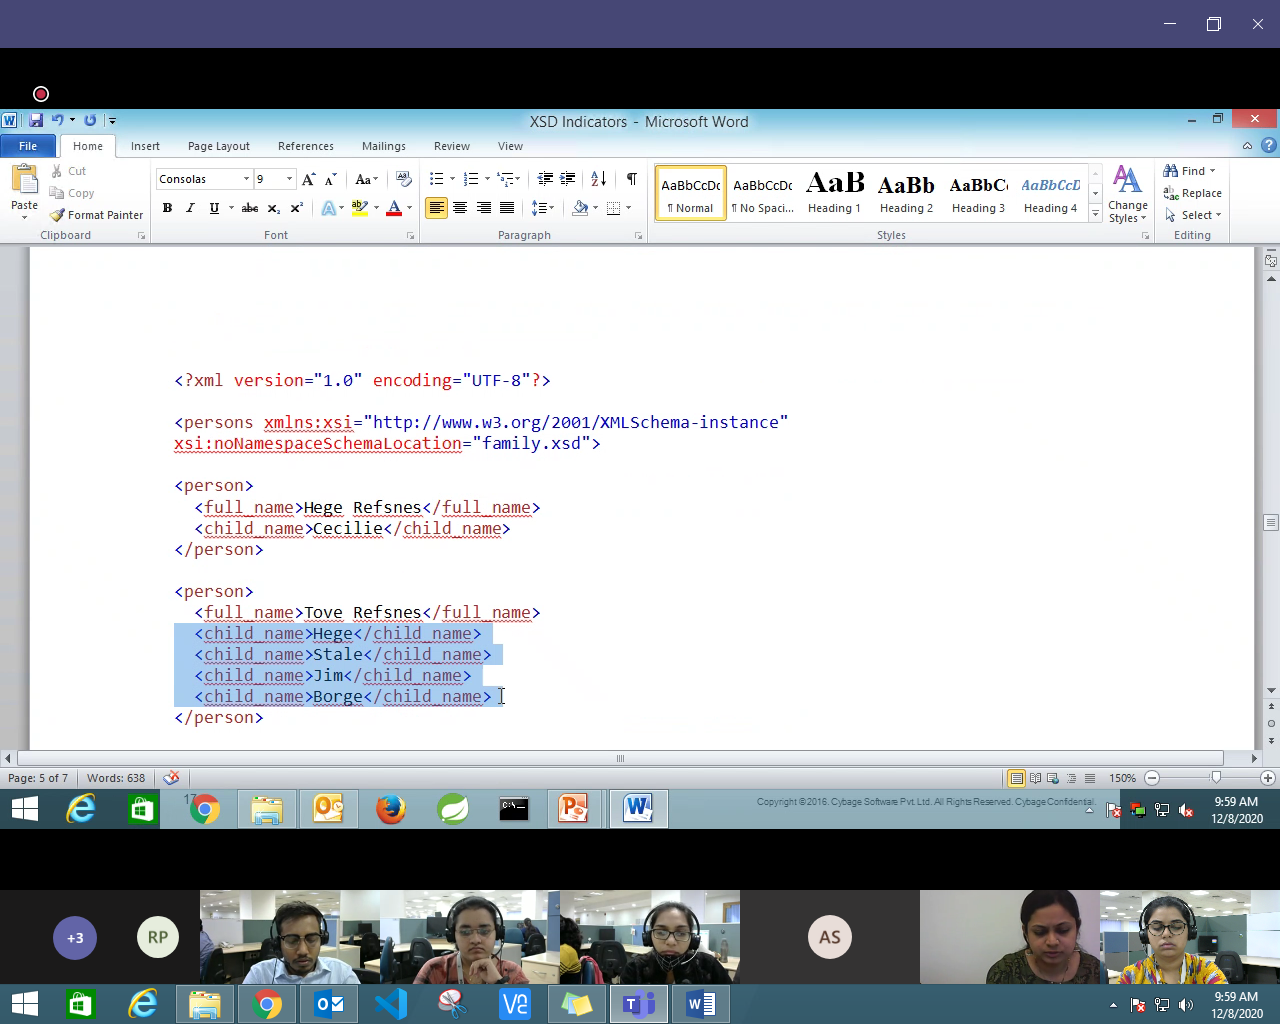 XSD Indicators - Microsoft Word
File Home Insert Page Layout References Mailings Review View
Paste
Cut
Copy
Format Painter
Clipboard
Consolas 9
Font
Paragraph
AaBbCcDc AaBbCcDc AaB AaBb AaBbC AaBbCcD
¶ Normal ¶ No Spaci... Heading 1 Heading 2 Heading 3 Heading 4
Styles
Change Styles
Find
Replace
Select
Editing
<?xml version="1.0" encoding="UTF-8"?>
<persons xmlns:xsi="http://www.w3.org/2001/XMLSchema-instance"
xsi:noNamespaceSchemaLocation="family.xsd">
<person>
<full_name>Hege Refsnes</full_name>
<child_name>Cecilie</child_name>
</person>
<person>
<full_name>Tove Refsnes</full_name>
<child_name>Hege</child_name>
<child_name>Stale</child_name>
<child_name>Jim</child_name>
<child_name>Borge</child_name>
</person>
Page: 5 of 7 Words: 638 150%
17
Copyright ©2016. Cybage Software Pvt. Ltd. All Rights Reserved. Cybage Confidential.
9:59 AM
12/8/2020
+3 RP AS
9:59 AM
12/8/2020